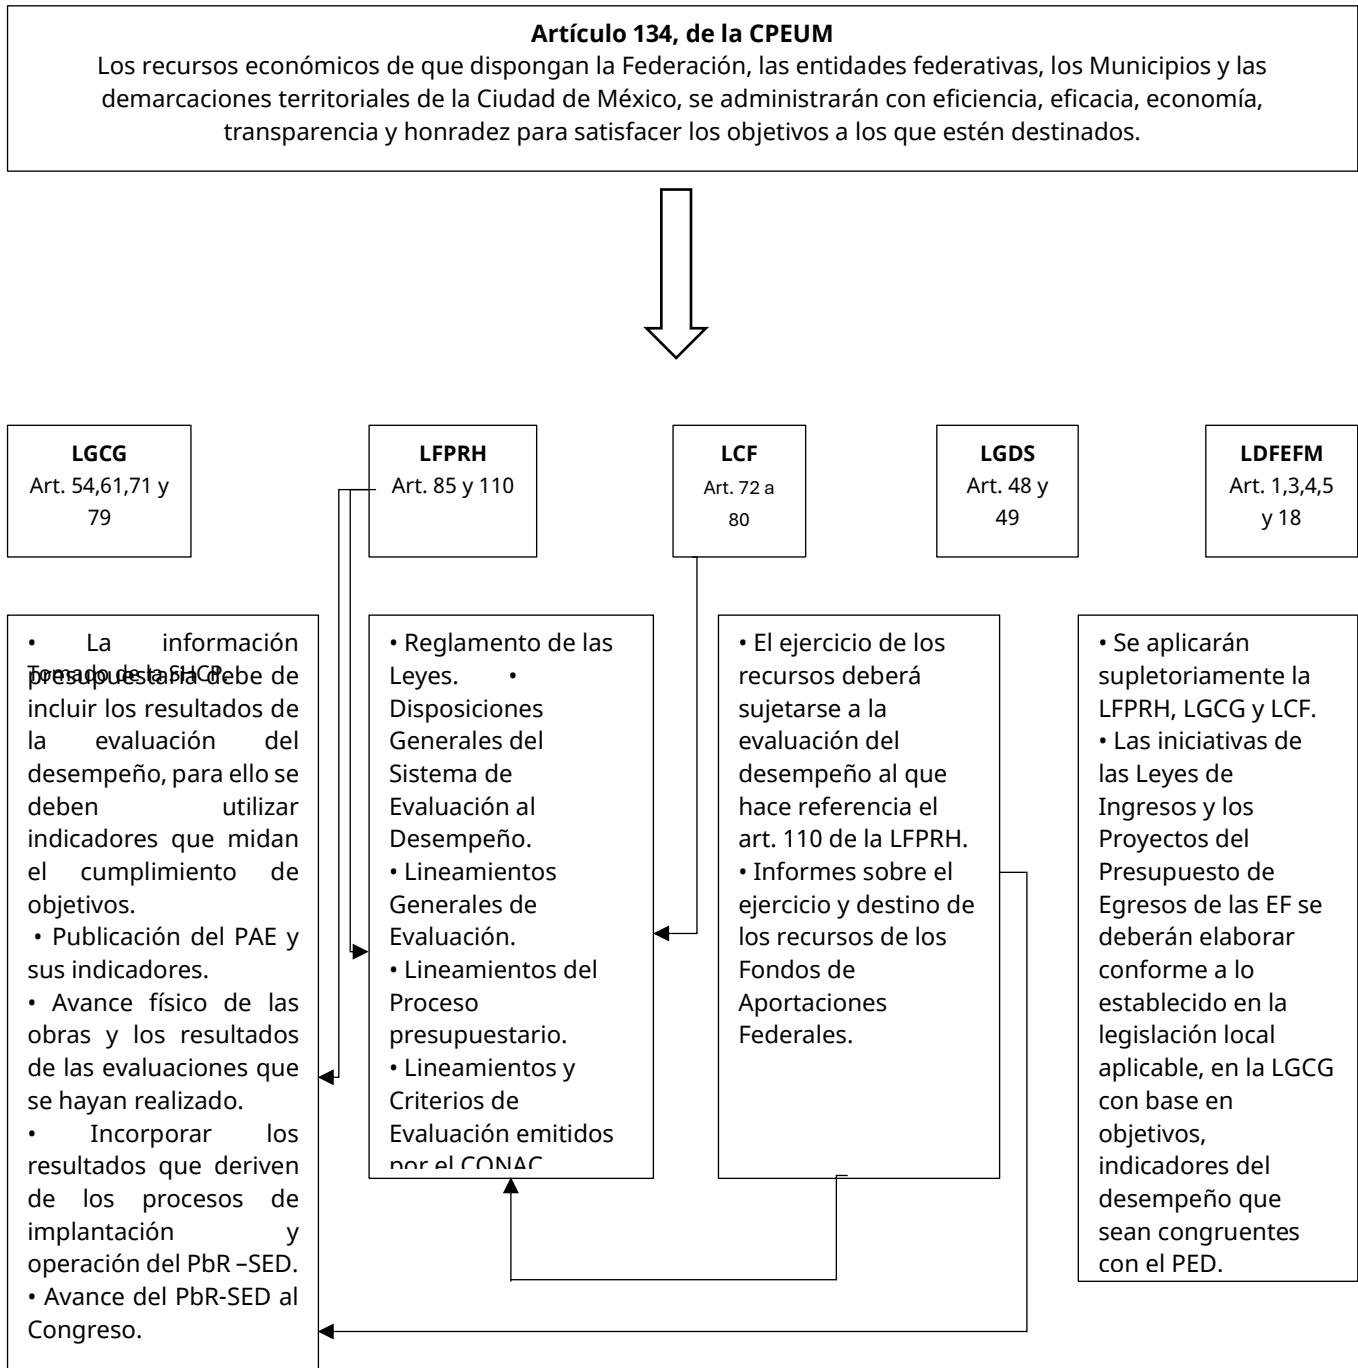 Artículo 134, de la CPEUM
Los recursos económicos de que dispongan la Federación, las entidades federativas, los Municipios y las
demarcaciones territoriales de la Ciudad de México, se administrarán con eficiencia, eficacia, economía,
transparencia y honradez para satisfacer los objetivos a los que estén destinados.
LGCG
Art. 54,61,71 y
79
LFPRH
Art. 85 y 110
LCF
Art. 72 a
80
LGDS
Art. 48 y
49
LDFEFM
Art. 1,3,4,5
y 18
• La información
presupuestaria debe de
incluir los resultados de
la evaluación del
desempeño, para ello se
deben utilizar
indicadores que midan
el cumplimiento de
objetivos.
• Publicación del PAE y
sus indicadores.
• Avance físico de las
obras y los resultados
de las evaluaciones que
se hayan realizado.
• Incorporar los
resultados que deriven
de los procesos de
implantación y
operación del PbR –SED.
• Avance del PbR-SED al
Congreso.
Tomado de la SHCP.
• Reglamento de las
Leyes. •
Disposiciones
Generales del
Sistema de
Evaluación al
Desempeño.
• Lineamientos
Generales de
Evaluación.
• Lineamientos del
Proceso
presupuestario.
• Lineamientos y
Criterios de
Evaluación emitidos
por el CONAC
• El ejercicio de los
recursos deberá
sujetarse a la
evaluación del
desempeño al que
hace referencia el
art. 110 de la LFPRH.
• Informes sobre el
ejercicio y destino de
los recursos de los
Fondos de
Aportaciones
Federales.
• Se aplicarán
supletoriamente la
LFPRH, LGCG y LCF.
• Las iniciativas de
las Leyes de
Ingresos y los
Proyectos del
Presupuesto de
Egresos de las EF se
deberán elaborar
conforme a lo
establecido en la
legislación local
aplicable, en la LGCG
con base en
objetivos,
indicadores del
desempeño que
sean congruentes
con el PED.